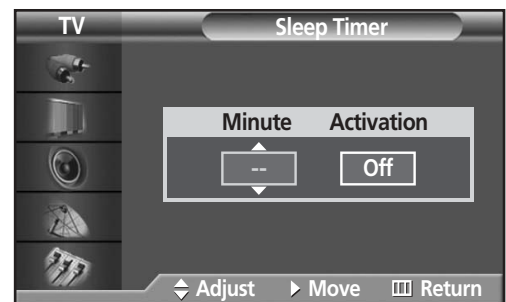 TV
Sleep Timer
Minute Activation
-- Off
Adjust Move Return